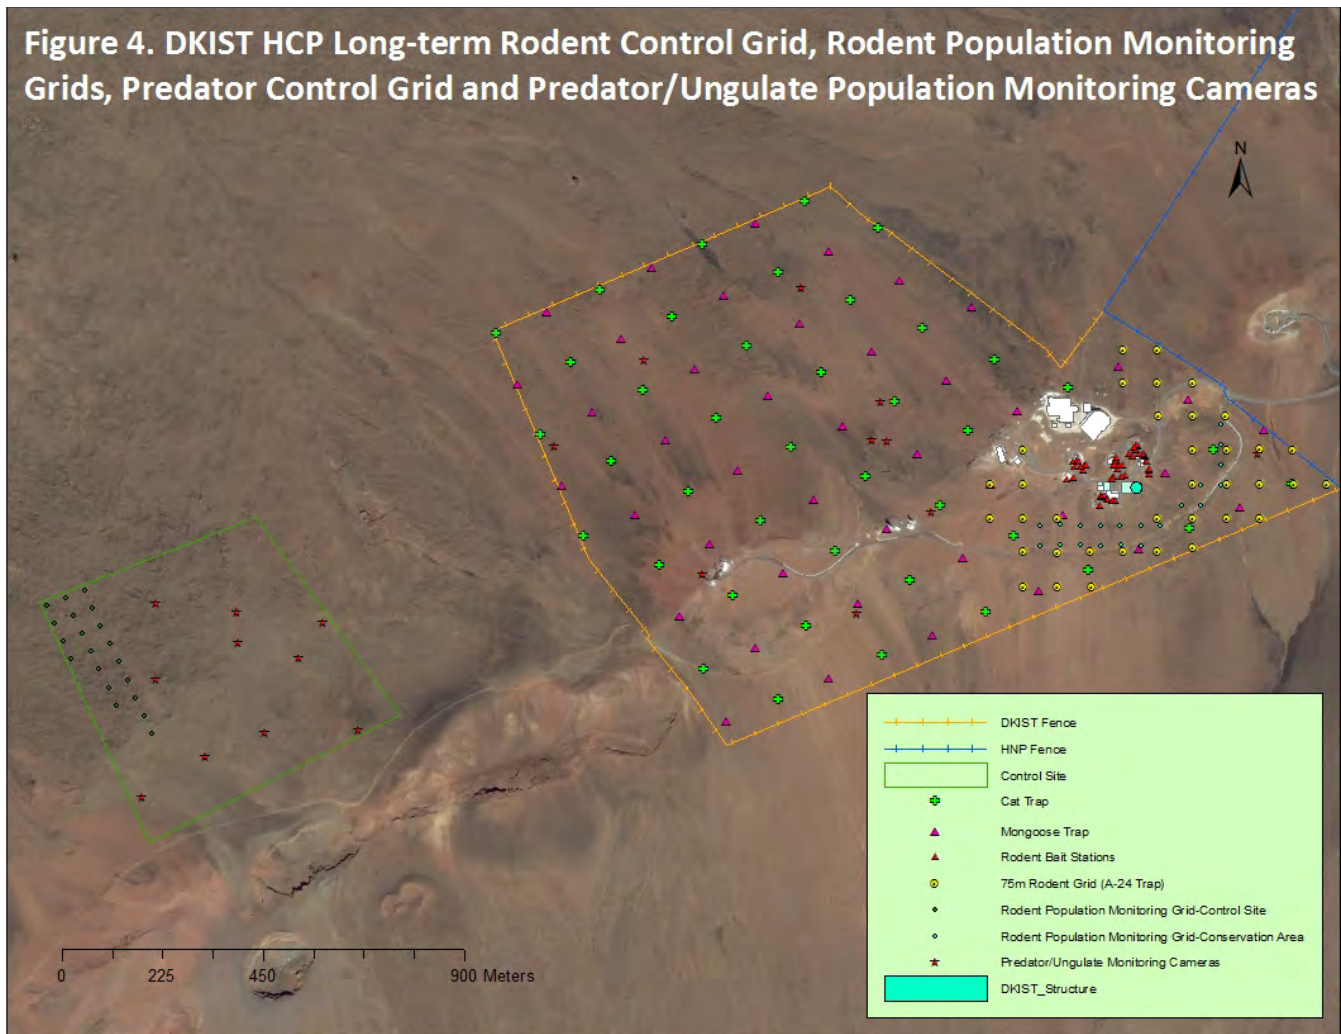 Figure 4. DKIST HCP Long-term Rodent Control Grid, Rodent Population Monitoring
Grids, Predator Control Grid and Predator/Ungulate Population Monitoring Cameras
N
DKIST Fence
HNP Fence
Control Site
Cat Trap
Mongoose Trap
Rodent Bait Stations
75m Rodent Grid (A-24 Trap)
Rodent Population Monitoring Grid-Control Site
Rodent Population Monitoring Grid-Conservation Area
Predator/Ungulate Monitoring Cameras
DKIST_Structure
0 225 450 900 Meters